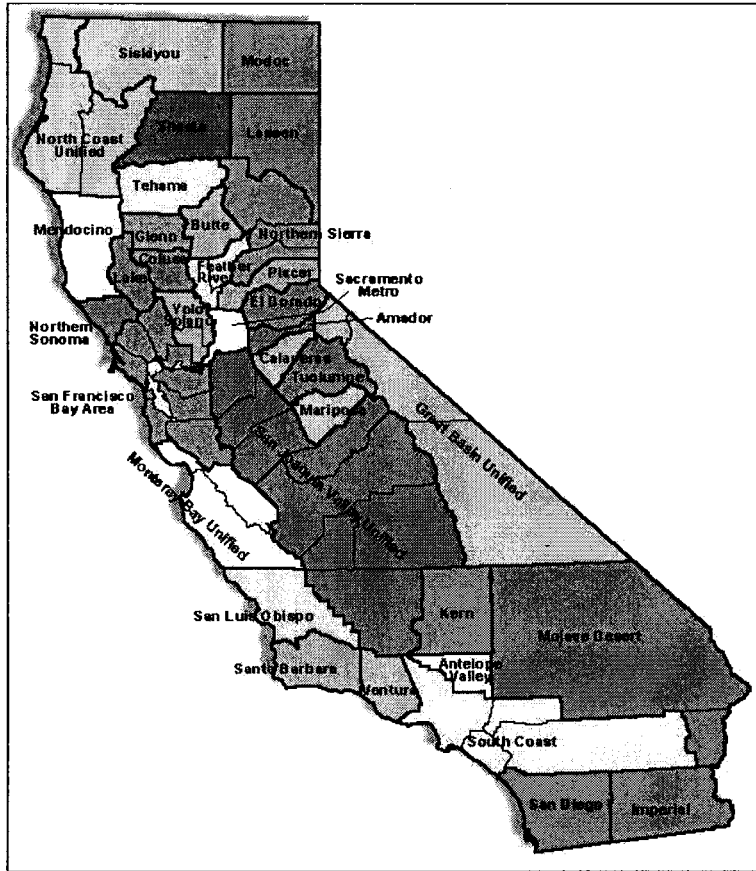 Siskiyou
Modoc
Shasta
Lassen
North Coast
Unified
Tehama
Mendocino
Glenn
Butte
Northern Sierra
Colusa
Lake
Feather
River
Placer
Sacramento
Metro
El Dorado
Yolo
Solano
Amador
Northern
Sonoma
Calaveras
Tuolumne
San Francisco
Bay Area
Mariposa
Great Basin Unified
San Joaquin Valley Unified
Monterey Bay Unified
San Luis Obispo
Kern
Mojave Desert
Santa Barbara
Ventura
Antelope
Valley
South Coast
San Diego
Imperial